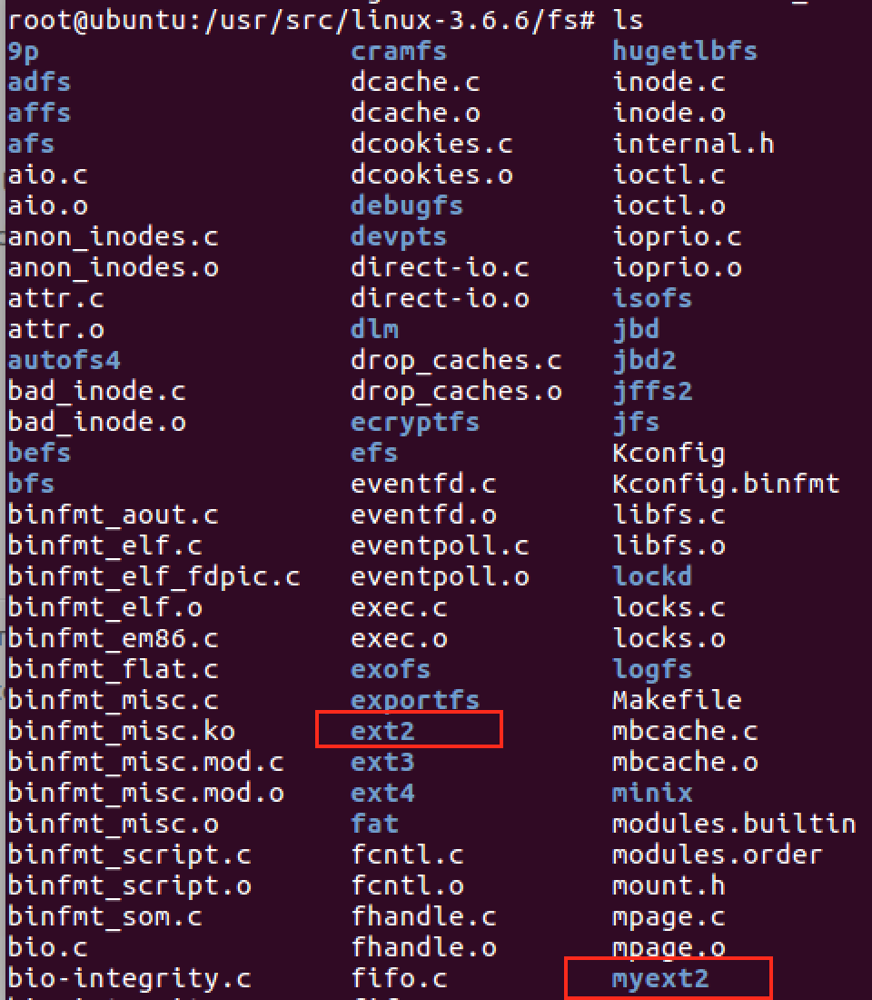 root@ubuntu:/usr/src/linux-3.6.6/fs# ls
9p cramfs hugetlbfs
adfs dcache.c inode.c
affs dcache.o inode.o
afs dcookies.c internal.h
aio.c dcookies.o ioctl.c
aio.o debugfs ioctl.o
anon_inodes.c devpts ioprio.c
anon_inodes.o direct-io.c ioprio.o
attr.c direct-io.o isofs
attr.o dlm jbd
autofs4 drop_caches.c jbd2
bad_inode.c drop_caches.o jffs2
bad_inode.o ecryptfs jfs
befs efs Kconfig
bfs eventfd.c Kconfig.binfmt
binfmt_aout.c eventfd.o libfs.c
binfmt_elf.c eventpoll.c libfs.o
binfmt_elf_fdpic.c eventpoll.o lockd
binfmt_elf.o exec.c locks.c
binfmt_em86.c exec.o locks.o
binfmt_flat.c exofs logfs
binfmt_misc.c exportfs Makefile
binfmt_misc.ko ext2 mbcache.c
binfmt_misc.mod.c ext3 mbcache.o
binfmt_misc.mod.o ext4 minix
binfmt_misc.o fat modules.builtin
binfmt_script.c fcntl.c modules.order
binfmt_script.o fcntl.o mount.h
binfmt_som.c fhandle.c mpage.c
bio.c fhandle.o mpage.o
bio-integrity.c fifo.c myext2